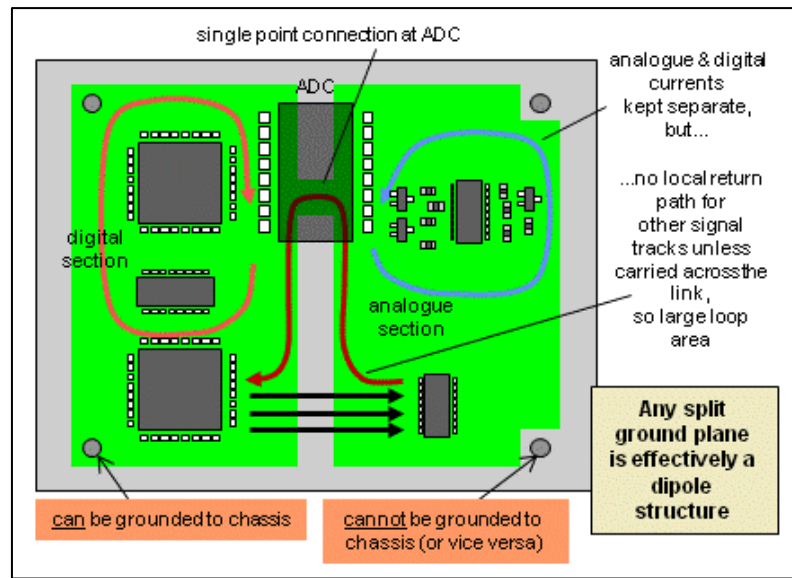 single point connection at ADC
ADC
analogue & digital
currents
kept separate,
but...
...no local return
path for
other signal
tracks unless
carried acrossthe
link,
so large loop
area
digital
section
analogue
section
Any split
ground plane
is effectively a
dipole
structure
can be grounded to chassis
cannot be grounded to
chassis (or vice versa)